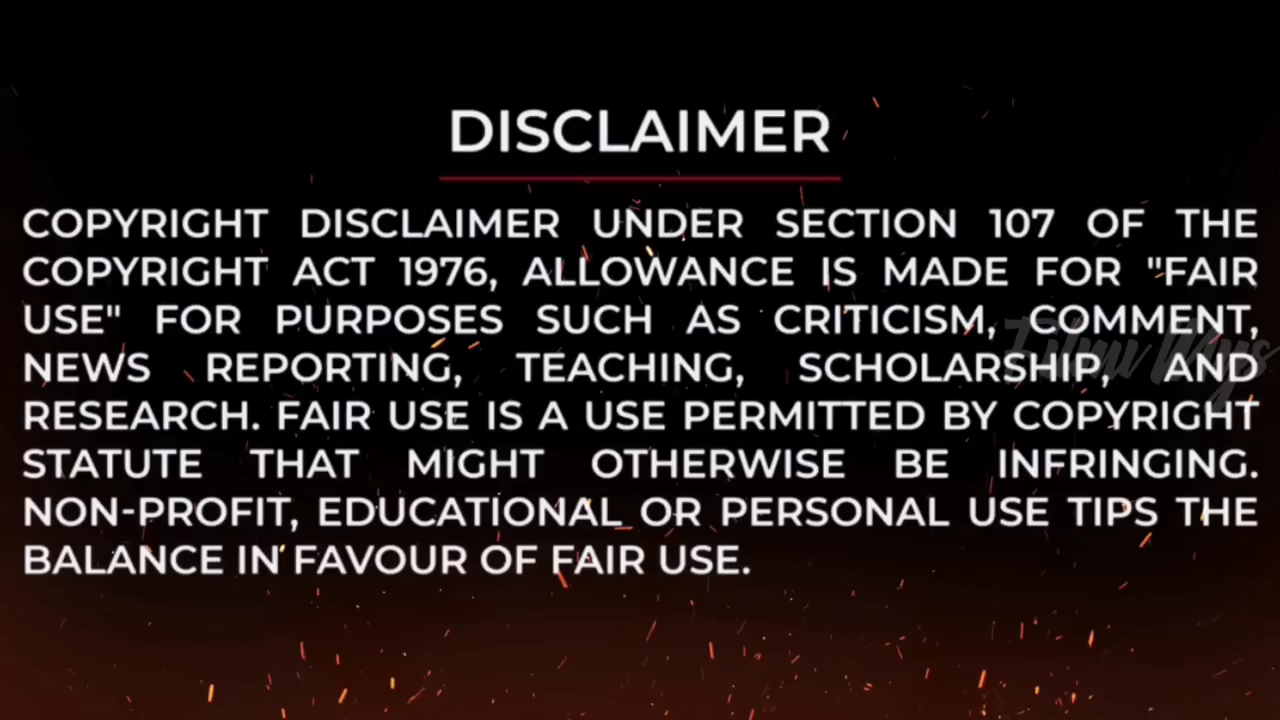 DISCLAIMER
COPYRIGHT DISCLAIMER UNDER SECTION 107 OF THE
COPYRIGHT ACT 1976, ALLOWANCE IS MADE FOR "FAIR
USE" FOR PURPOSES SUCH AS CRITICISM, COMMENT,
NEWS REPORTING, TEACHING, SCHOLARSHIP, AND
RESEARCH. FAIR USE IS A USE PERMITTED BY COPYRIGHT
STATUTE THAT MIGHT OTHERWISE BE INFRINGING.
NON-PROFIT, EDUCATIONAL OR PERSONAL USE TIPS THE
BALANCE IN FAVOUR OF FAIR USE.